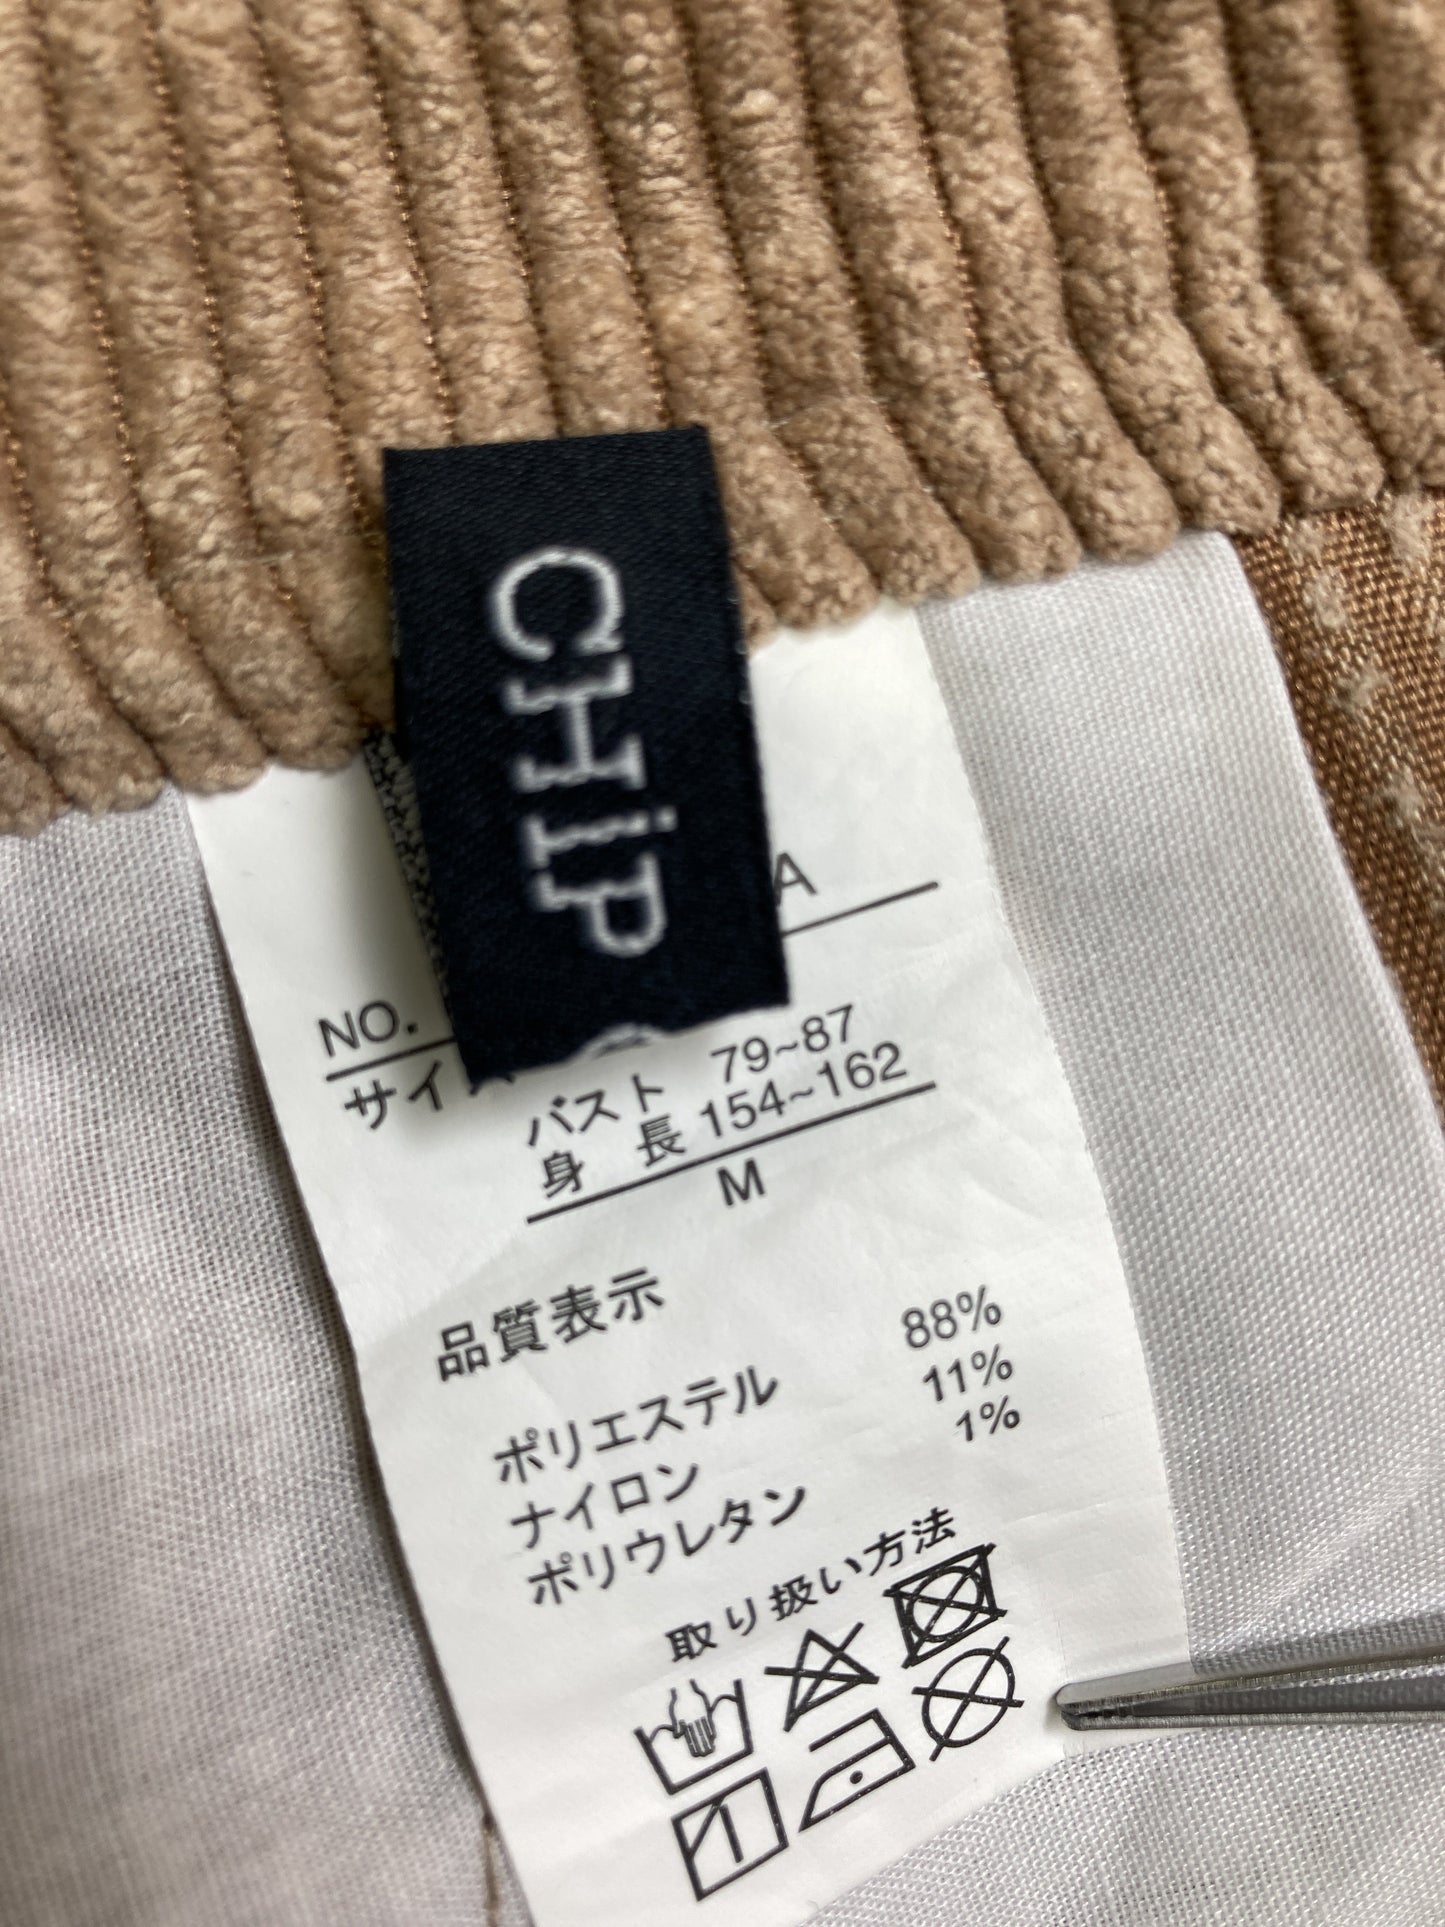 CHiP
A
NO.
サイ
バスト 79~87
身 長 154~162
M
品質表示
ポリエステル 88%
ナイロン 11%
ポリウレタン 1%
取り扱い方法